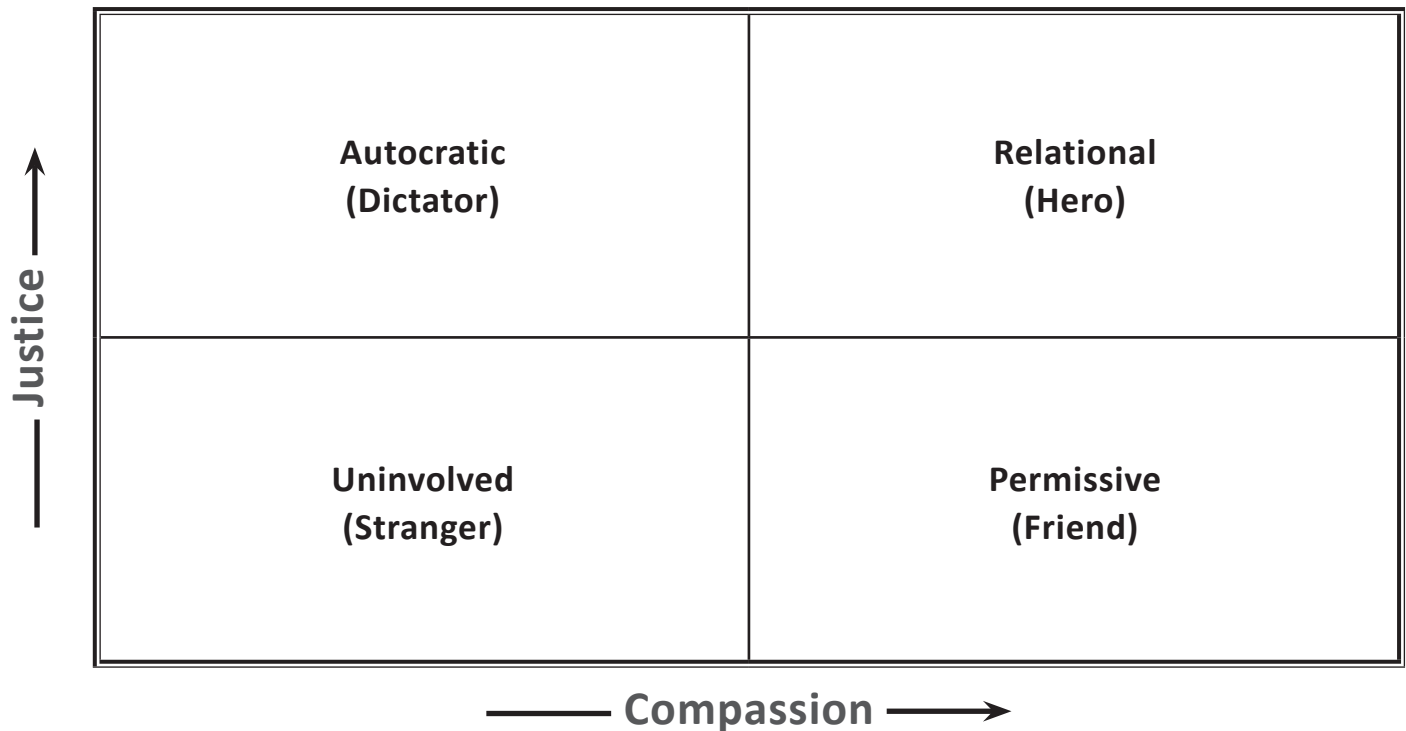 Autocratic
(Dictator)
Relational
(Hero)
Justice
Uninvolved
(Stranger)
Permissive
(Friend)
Compassion